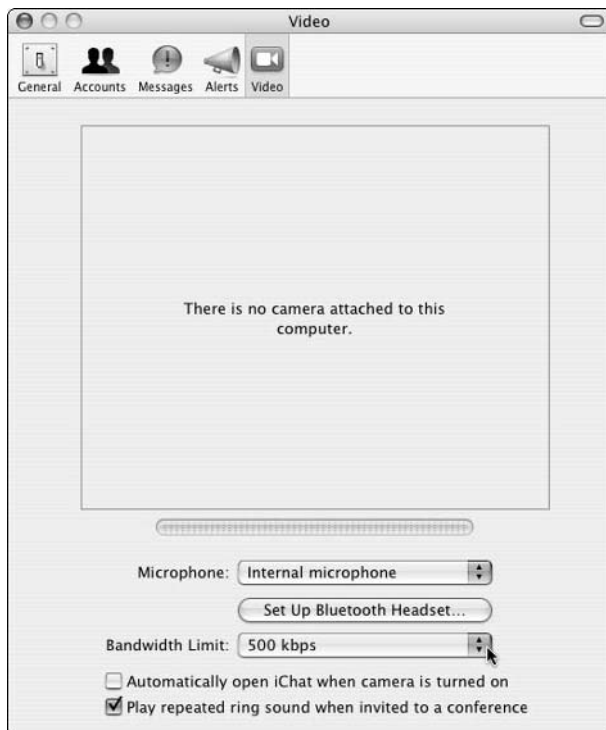 Video
General Accounts Messages Alerts Video
There is no camera attached to this
computer.
Microphone: Internal microphone
Set Up Bluetooth Headset...
Bandwidth Limit: 500 kbps
Automatically open iChat when camera is turned on
Play repeated ring sound when invited to a conference